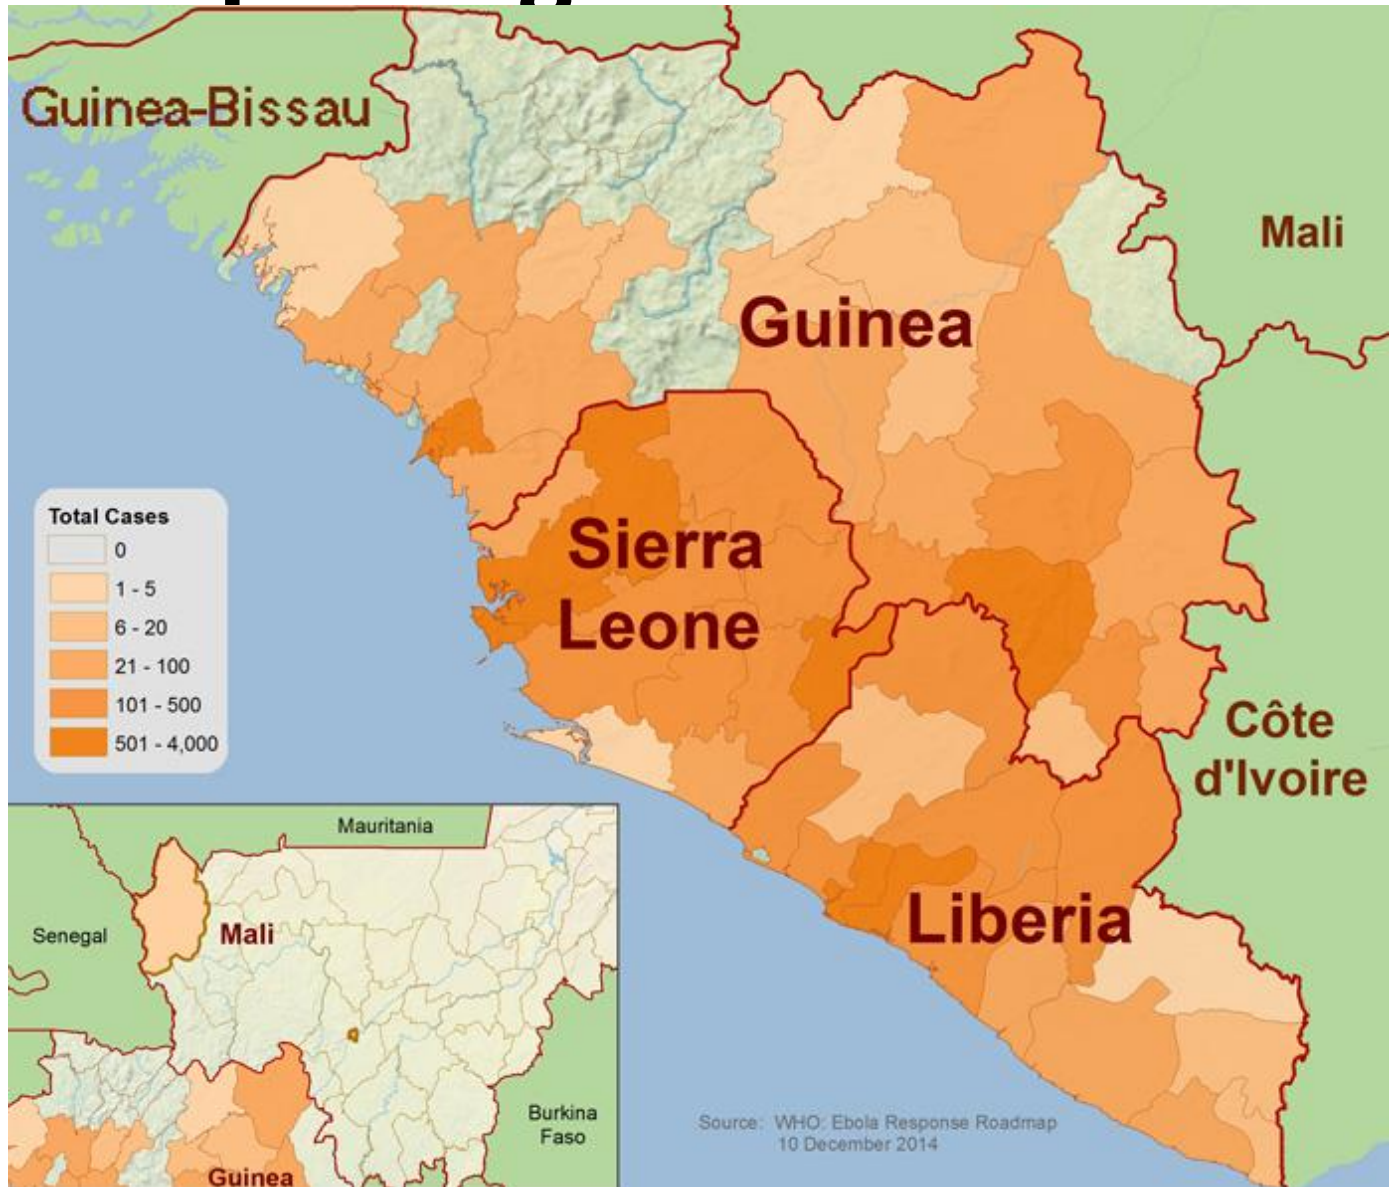 Guinea-Bissau
Mali
Guinea
Sierra
Leone
Total Cases
0
1 - 5
6 - 20
21 - 100
101 - 500
501 - 4,000
Côte
d'Ivoire
Liberia
Mauritania
Senegal
Mali
Burkina
Faso
Guinea
Source: WHO: Ebola Response Roadmap
10 December 2014